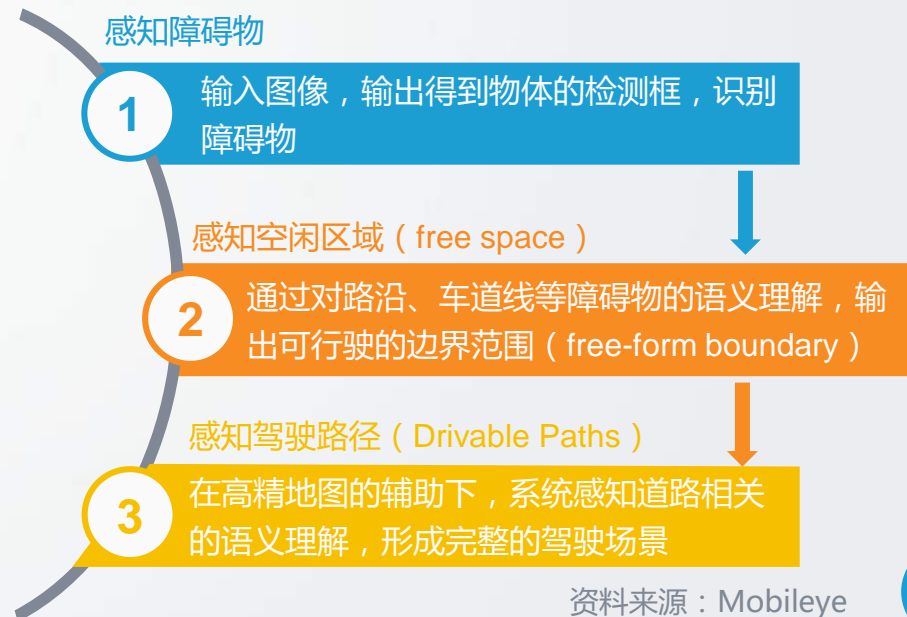 感知障碍物
1
输入图像，输出得到物体的检测框，识别
障碍物
感知空闲区域（free space）
2
通过对路沿、车道线等障碍物的语义理解，输
出可行驶的边界范围（free-form boundary）
感知驾驶路径（Drivable Paths）
3
在高精地图的辅助下，系统感知道路相关
的语义理解，形成完整的驾驶场景
资料来源：Mobileye